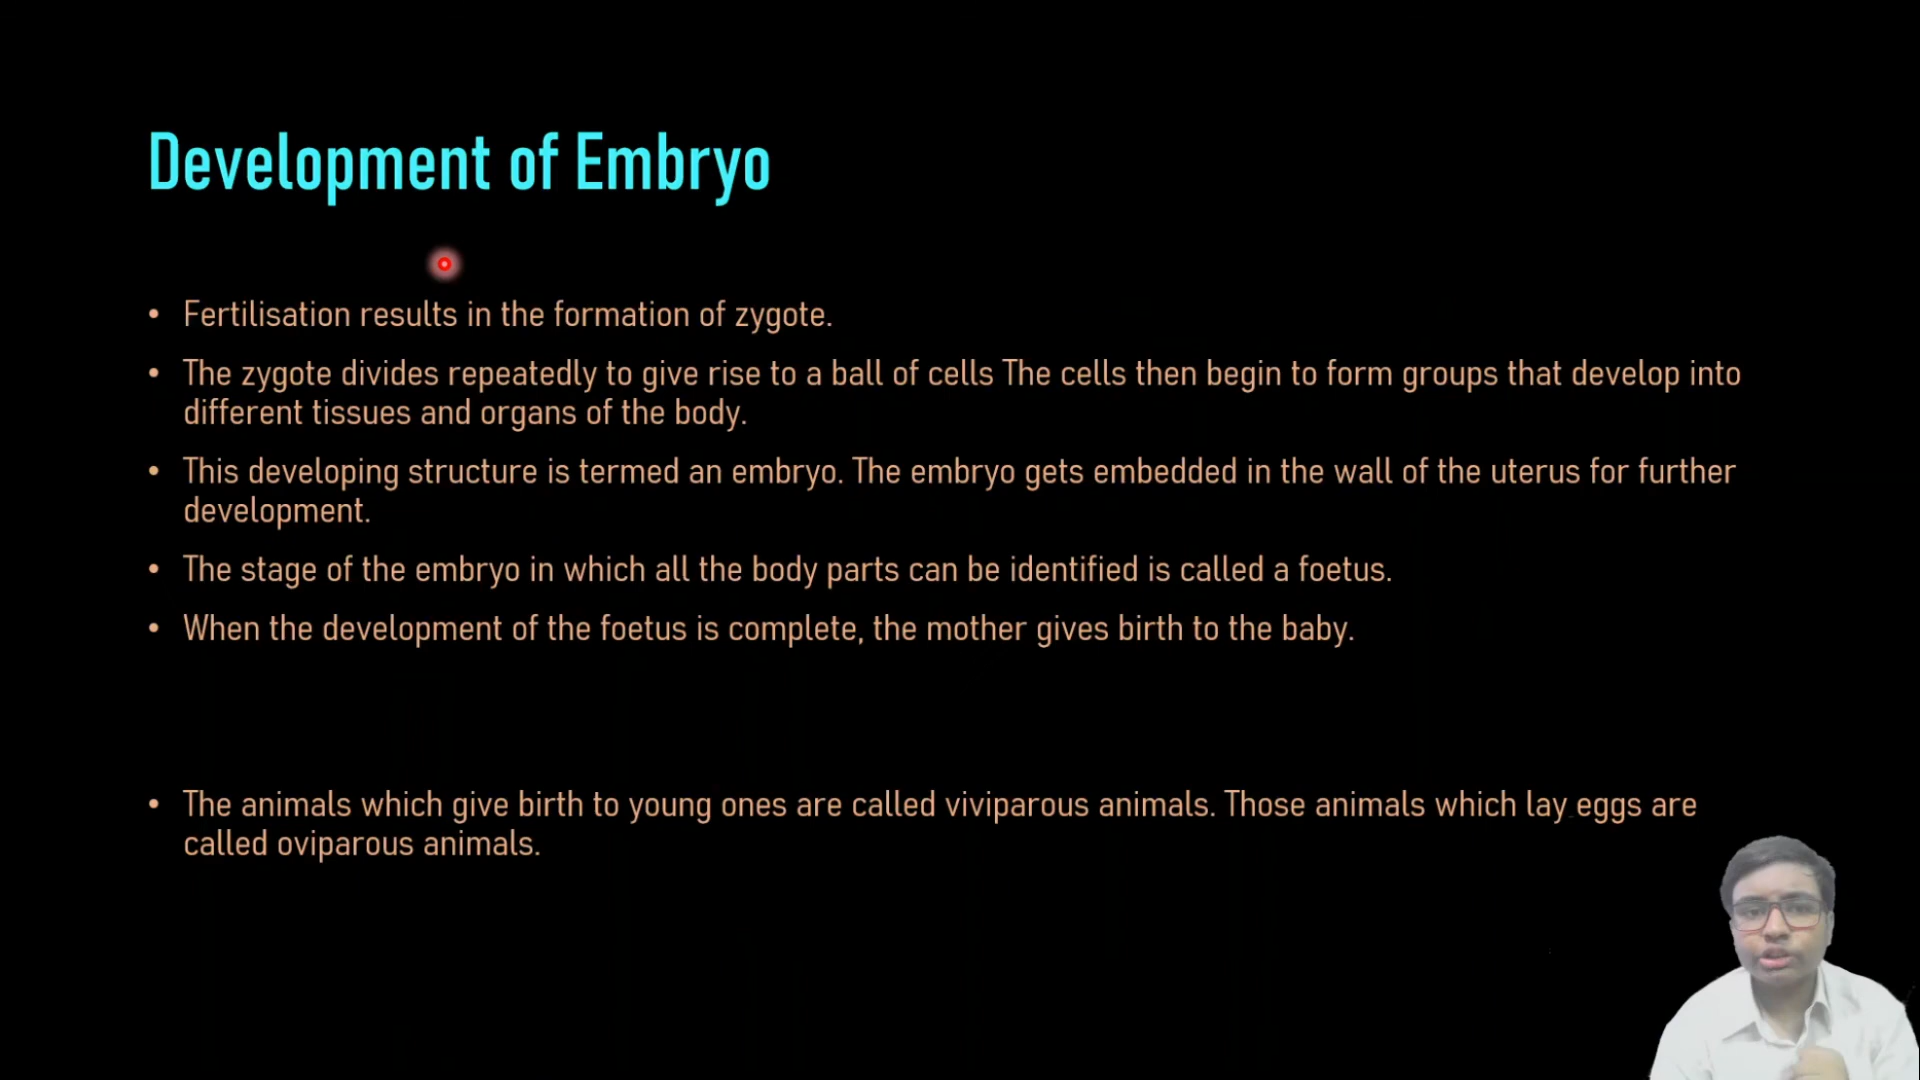 Development of Embryo
• Fertilisation results in the formation of zygote.
• The zygote divides repeatedly to give rise to a ball of cells The cells then begin to form groups that develop into
different tissues and organs of the body.
• This developing structure is termed an embryo. The embryo gets embedded in the wall of the uterus for further
development.
• The stage of the embryo in which all the body parts can be identified is called a foetus.
• When the development of the foetus is complete, the mother gives birth to the baby.
• The animals which give birth to young ones are called viviparous animals. Those animals which lay eggs are
called oviparous animals.